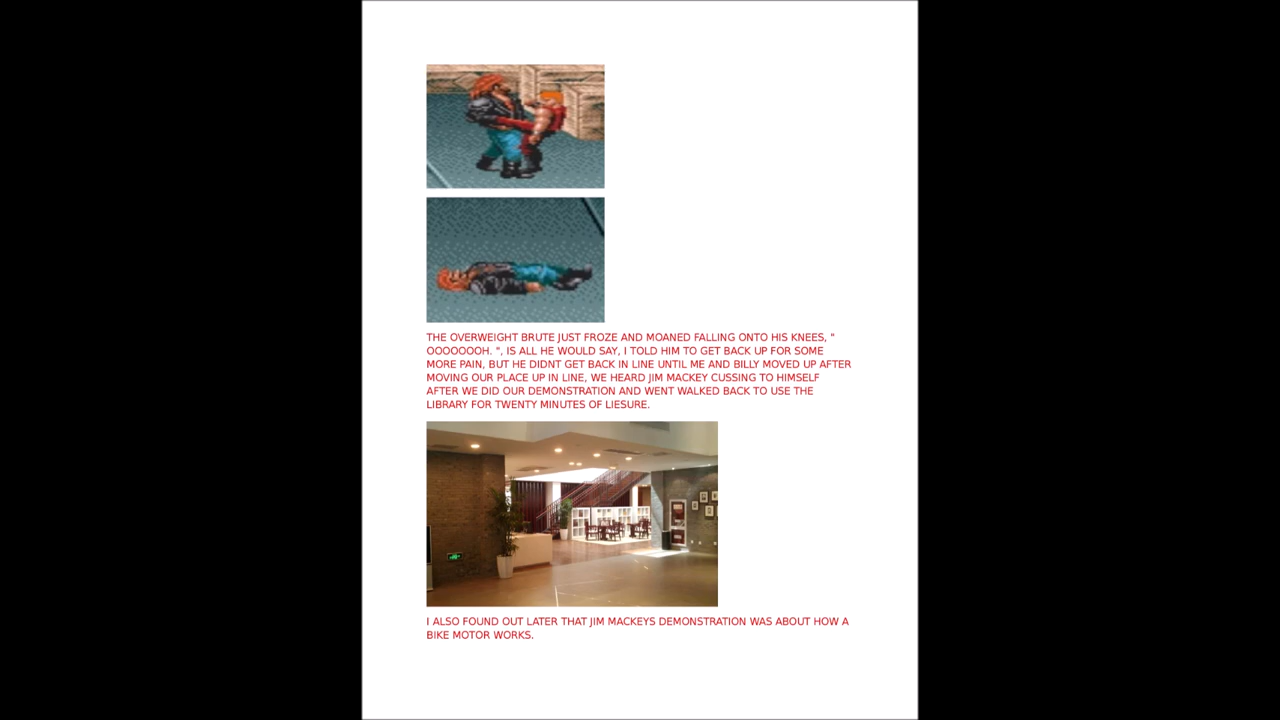 THE OVERWEIGHT BRUTE JUST FROZE AND MOANED FALLING ONTO HIS KNEES, "
OOOOOOOH. ", IS ALL HE WOULD SAY, I TOLD HIM TO GET BACK UP FOR SOME
MORE PAIN, BUT HE DIDNT GET BACK IN LINE UNTIL ME AND BILLY MOVED UP AFTER
MOVING OUR PLACE UP IN LINE, WE HEARD JIM MACKEY CUSSING TO HIMSELF
AFTER WE DID OUR DEMONSTRATION AND WENT WALKED BACK TO USE THE
LIBRARY FOR TWENTY MINUTES OF LIESURE.
I ALSO FOUND OUT LATER THAT JIM MACKEYS DEMONSTRATION WAS ABOUT HOW A
BIKE MOTOR WORKS.